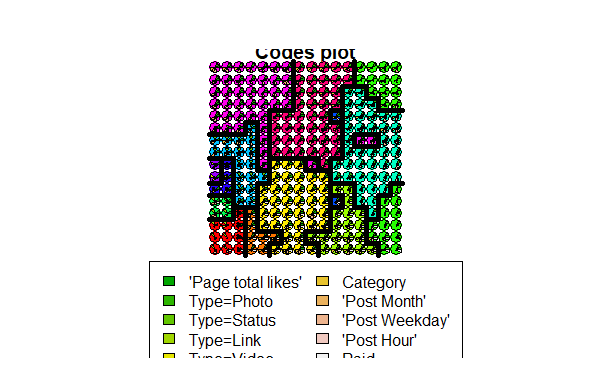 Codes plot
'Page total likes' Category
Type=Photo 'Post Month'
Type=Status 'Post Weekday'
Type=Link 'Post Hour'
Type=Video Paid